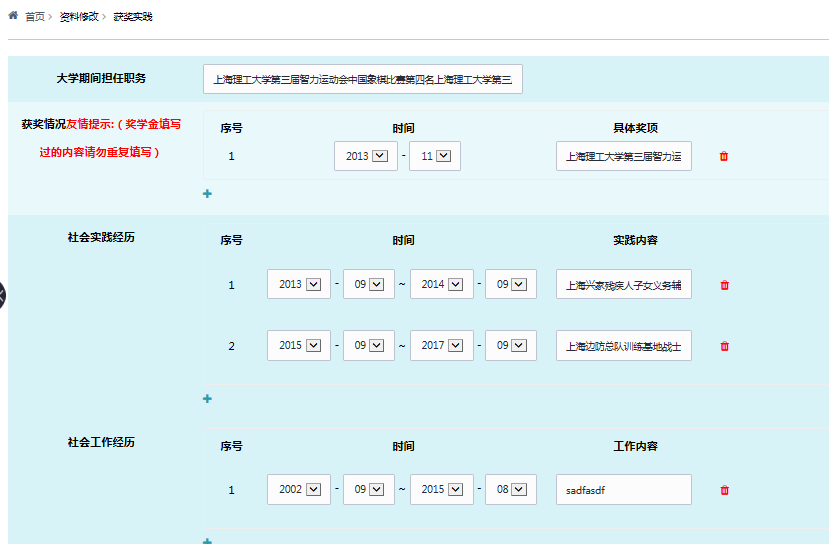 首页 > 资料修改 > 获奖实践
大学期间担任职务
上海理工大学第三届智力运动会中国象棋比赛第四名上海理工大学第三
获奖情况友情提示:（奖学金填写
过的内容请勿重复填写）
序号 时间 具体奖项
1 2013 - 11 上海理工大学第三届智力运
社会实践经历
序号 时间 实践内容
1 2013 - 09 ~ 2014 - 09 上海兴家残疾人子女义务辅
2 2015 - 09 ~ 2017 - 09 上海边防总队训练基地战士
社会工作经历
序号 时间 工作内容
1 2002 - 09 ~ 2015 - 08 sadfasdf